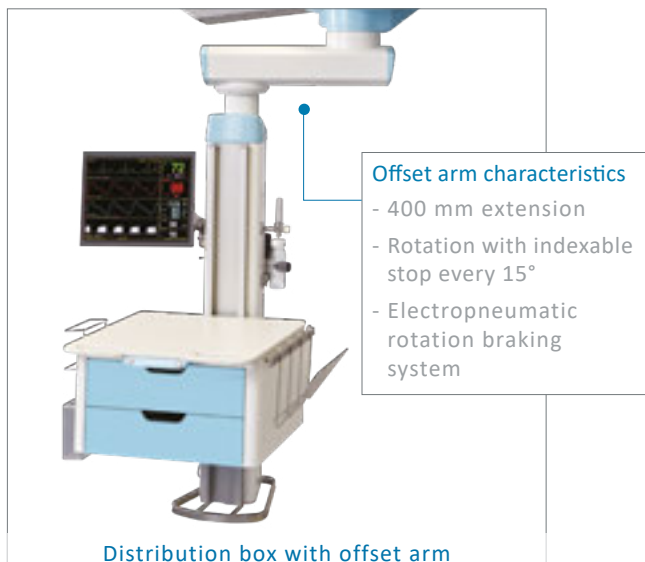 Offset arm characteristics
- 400 mm extension
- Rotation with indexable
stop every 15°
- Electropneumatic
rotation braking
system
Distribution box with offset arm